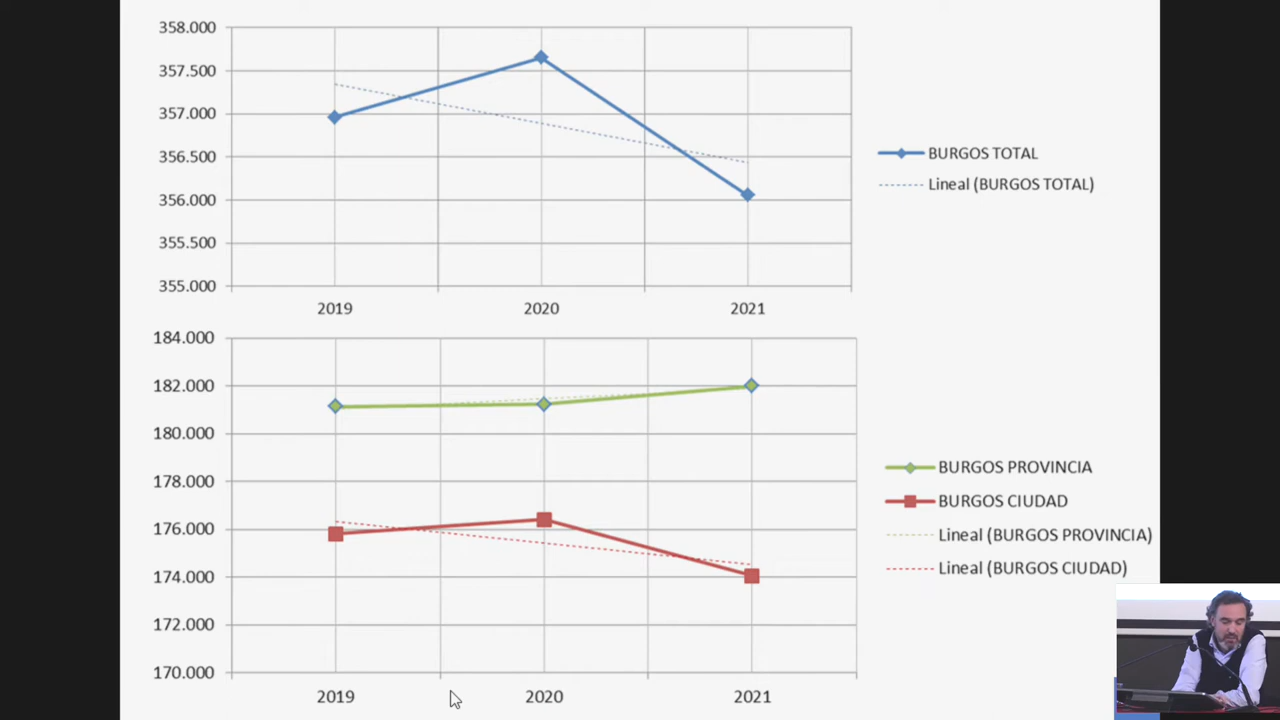 358.000
357.500
357.000
356.500
356.000
355.500
355.000
2019 2020 2021
BURGOS TOTAL
Lineal (BURGOS TOTAL)
184.000
182.000
180.000
178.000
176.000
174.000
172.000
170.000
2019 2020 2021
BURGOS PROVINCIA
BURGOS CIUDAD
Lineal (BURGOS PROVINCIA)
Lineal (BURGOS CIUDAD)